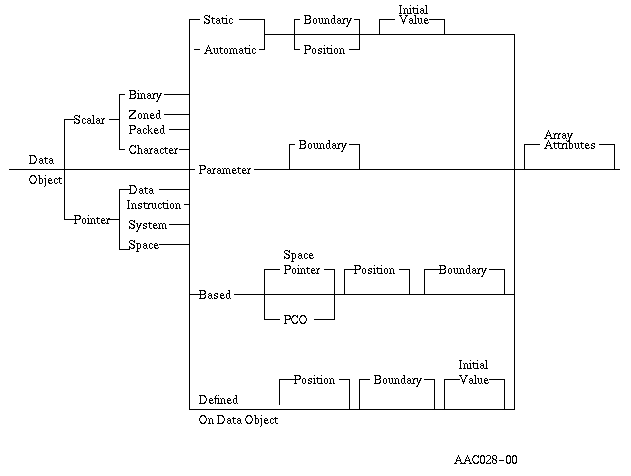 Static
Automatic
Boundary
Position
Initial
Value
Binary
Zoned
Packed
Character
Scalar
Data
Object
Pointer
Data
Instruction
System
Space
Parameter
Boundary
Array
Attributes
Based
Space
Pointer
PCO
Position
Boundary
Defined
On Data Object
Position
Boundary
Initial
Value
AAC028-00